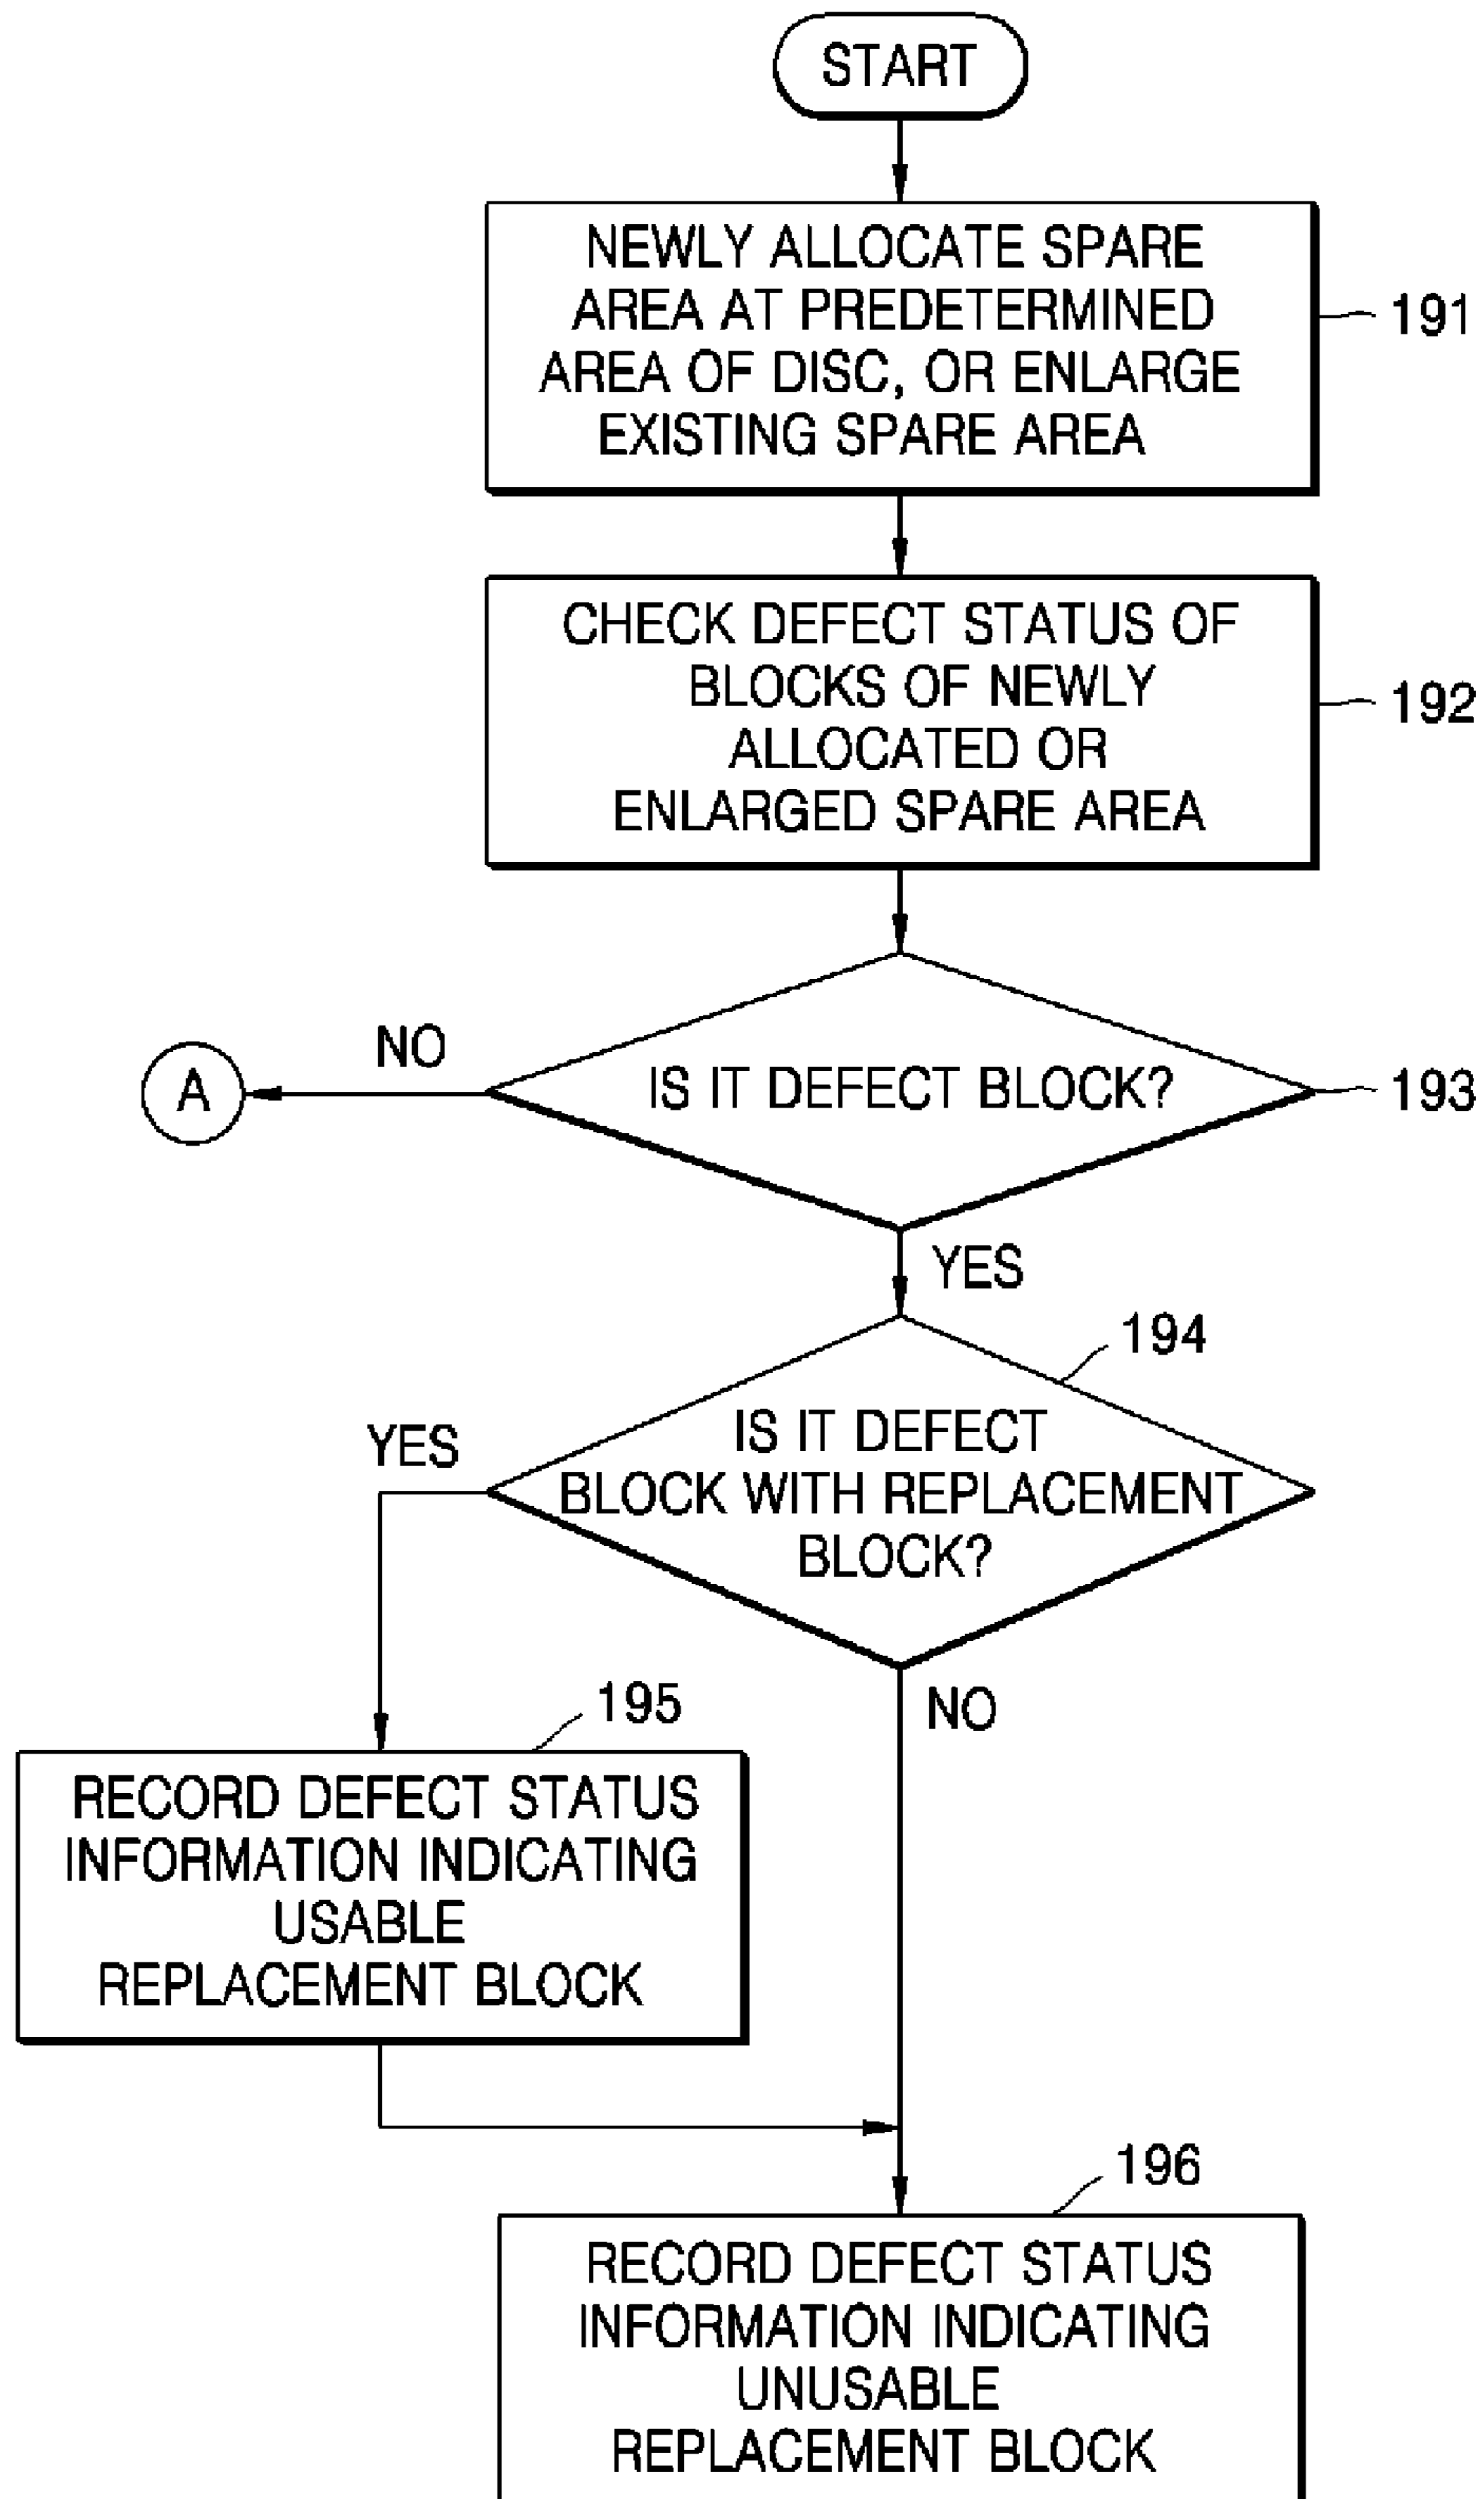 START
NEWLY ALLOCATE SPARE
AREA AT PREDETERMINED
AREA OF DISC, OR ENLARGE
EXISTING SPARE AREA
191
CHECK DEFECT STATUS OF
BLOCKS OF NEWLY
ALLOCATED OR
ENLARGED SPARE AREA
192
NO
A
IS IT DEFECT BLOCK?
193
YES
194
IS IT DEFECT
BLOCK WITH REPLACEMENT
BLOCK?
YES
NO
195
RECORD DEFECT STATUS
INFORMATION INDICATING
USABLE
REPLACEMENT BLOCK
196
RECORD DEFECT STATUS
INFORMATION INDICATING
UNUSABLE
REPLACEMENT BLOCK